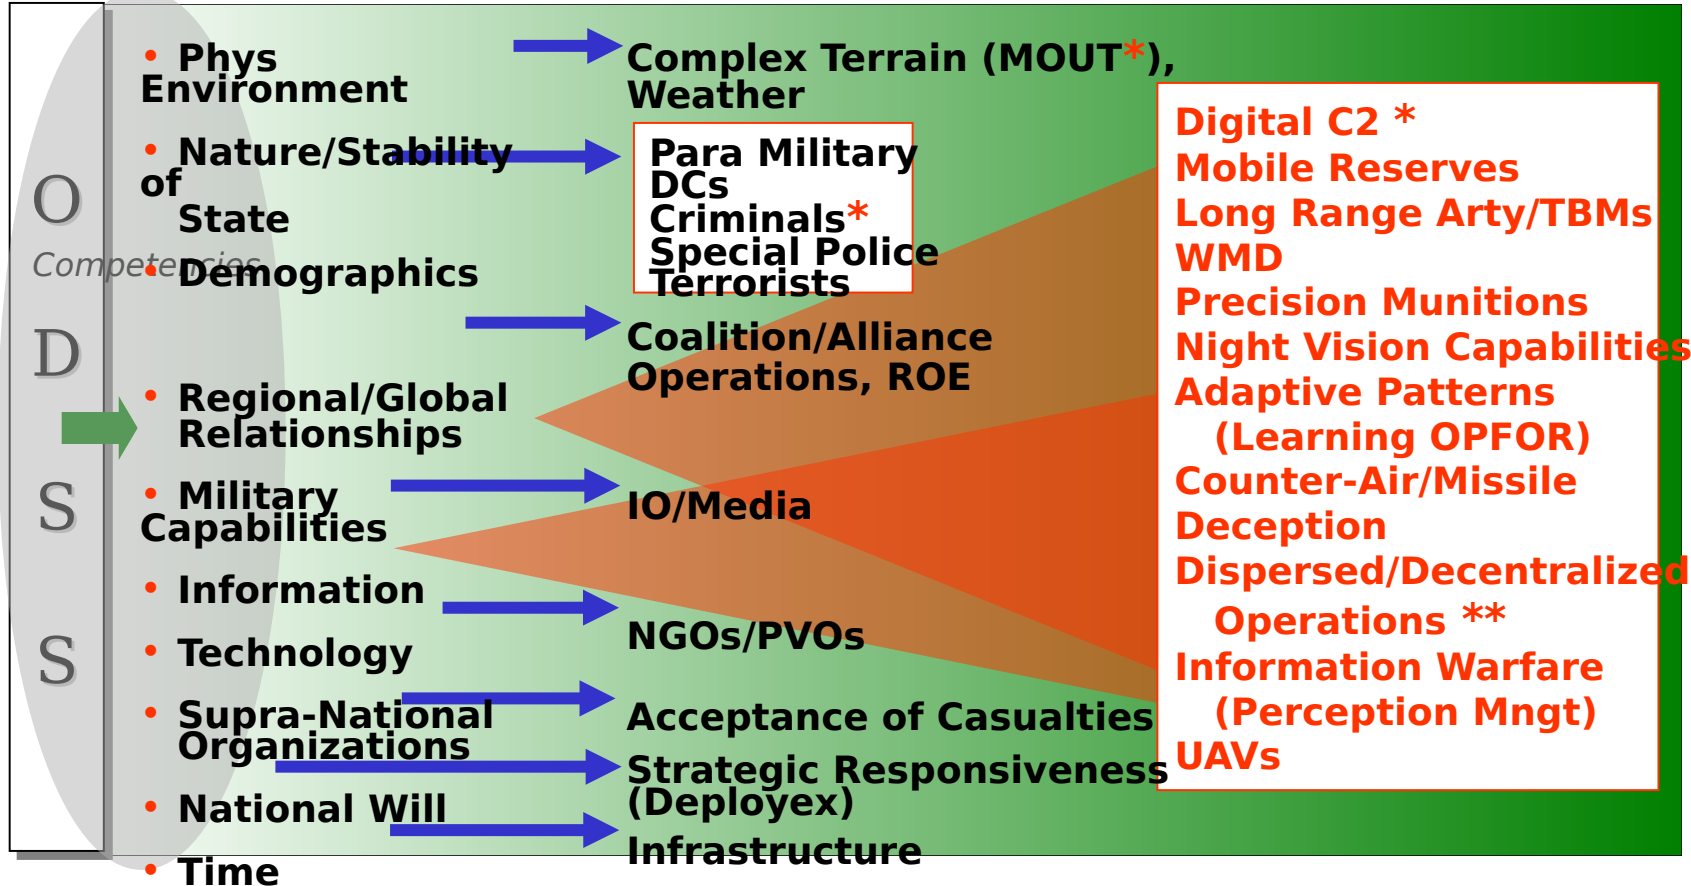 O
Competencies
D
S
S
• Phys
Environment
• Nature/Stability
of
State
• Demographics
• Regional/Global
Relationships
• Military
Capabilities
• Information
• Technology
• Supra-National
Organizations
• National Will
• Time
Complex Terrain (MOUT*),
Weather
Para Military
DCs
Criminals*
Special Police
Terrorists
Coalition/Alliance
Operations, ROE
IO/Media
NGOs/PVOs
Acceptance of Casualties
Strategic Responsiveness
(Deployex)
Infrastructure
Digital C2 *
Mobile Reserves
Long Range Arty/TBMs
WMD
Precision Munitions
Night Vision Capabilities
Adaptive Patterns
(Learning OPFOR)
Counter-Air/Missile
Deception
Dispersed/Decentralized
Operations **
Information Warfare
(Perception Mngt)
UAVs